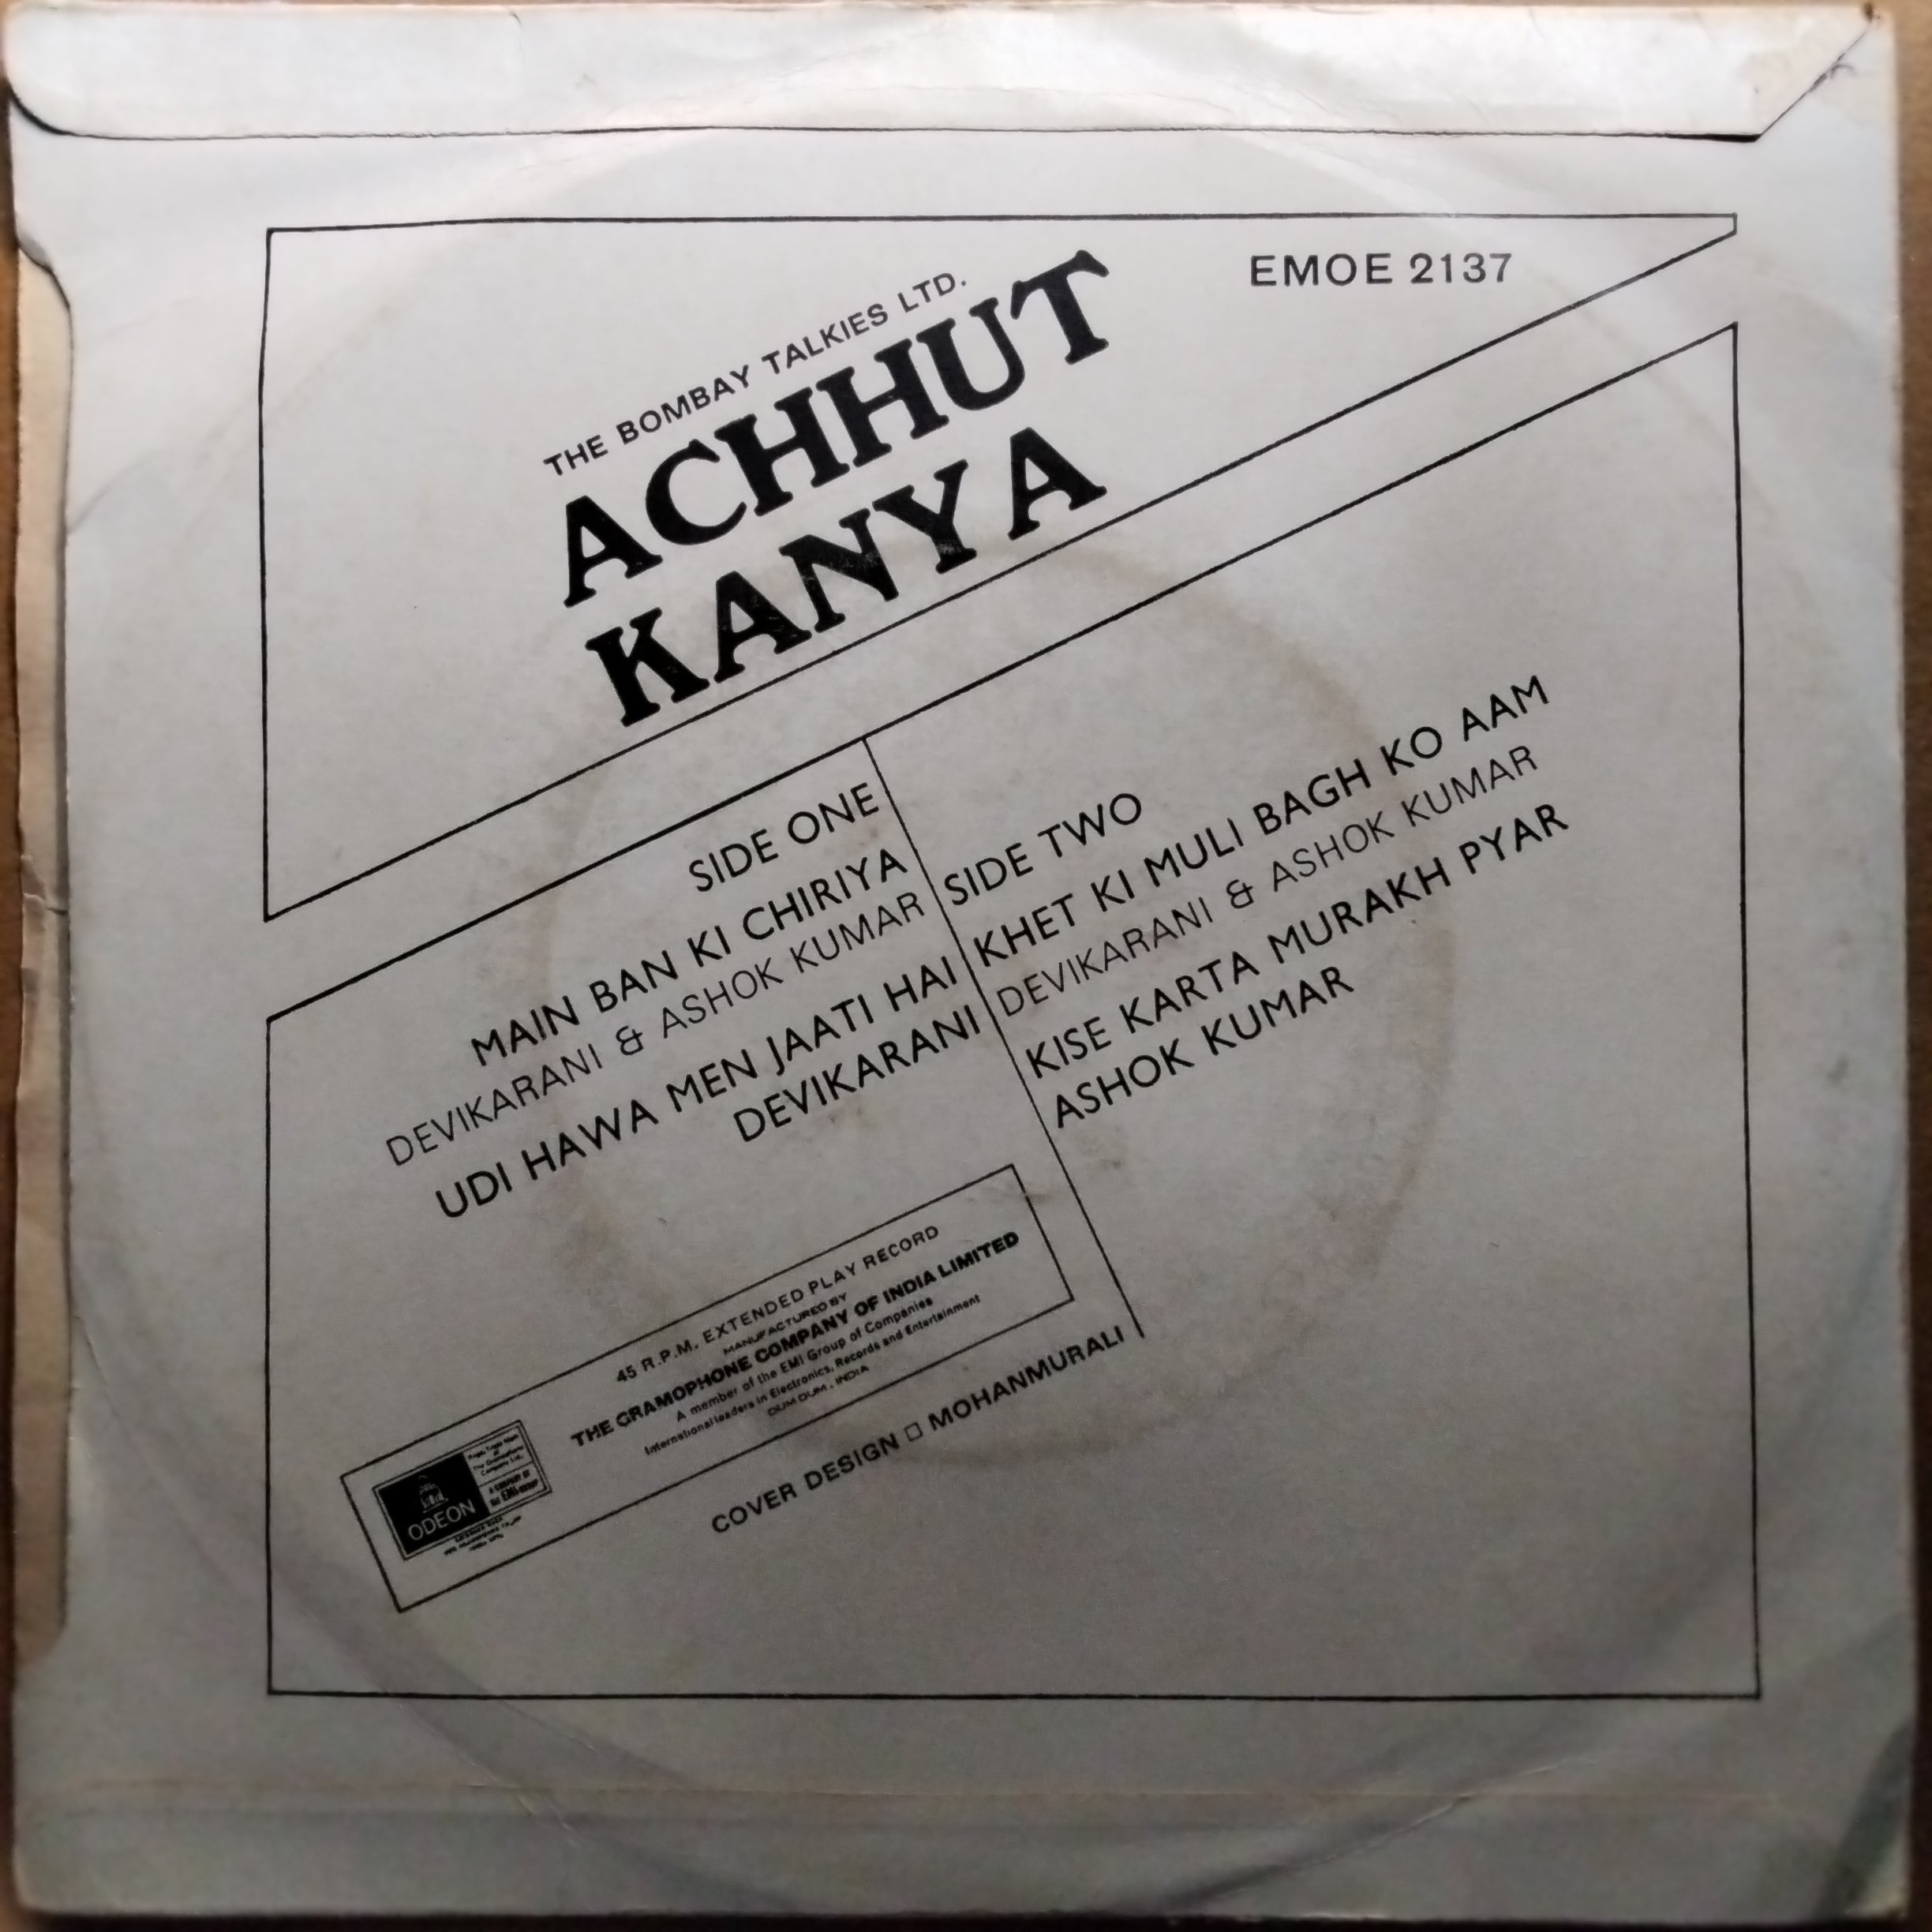 EMOE 2137
THE BOMBAY TALKIES LTD.
ACHHUT
KANYA
SIDE ONE
MAIN BAN KI CHIRIYA
DEVIKARANI & ASHOK KUMAR
UDI HAWA MEN JAATI HAI
DEVIKARANI
SIDE TWO
KHET KI MULI BAGH KO AAM
DEVIKARANI & ASHOK KUMAR
KISE KARTA MURAKH PYAR
ASHOK KUMAR
45 R.P.M. EXTENDED PLAY RECORD
MANUFACTURED BY
THE GRAMOPHONE COMPANY OF INDIA LIMITED
A member of the EMI Group of Companies
International leaders in Electronics, Records and Entertainment
DUM DUM, INDIA
ODEON
COVER DESIGN □ MOHANMURALI